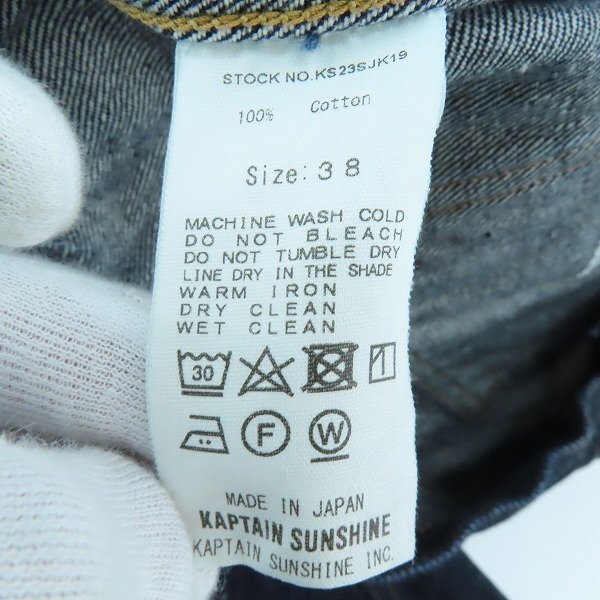 STOCK NO.KS23SJK19
100% Cotton
Size: 38
MACHINE WASH COLD
DO NOT BLEACH
DO NOT TUMBLE DRY
LINE DRY IN THE SHADE
WARM IRON
DRY CLEAN
WET CLEAN
30
F W
MADE IN JAPAN
KAPTAIN SUNSHINE
KAPTAIN SUNSHINE INC.